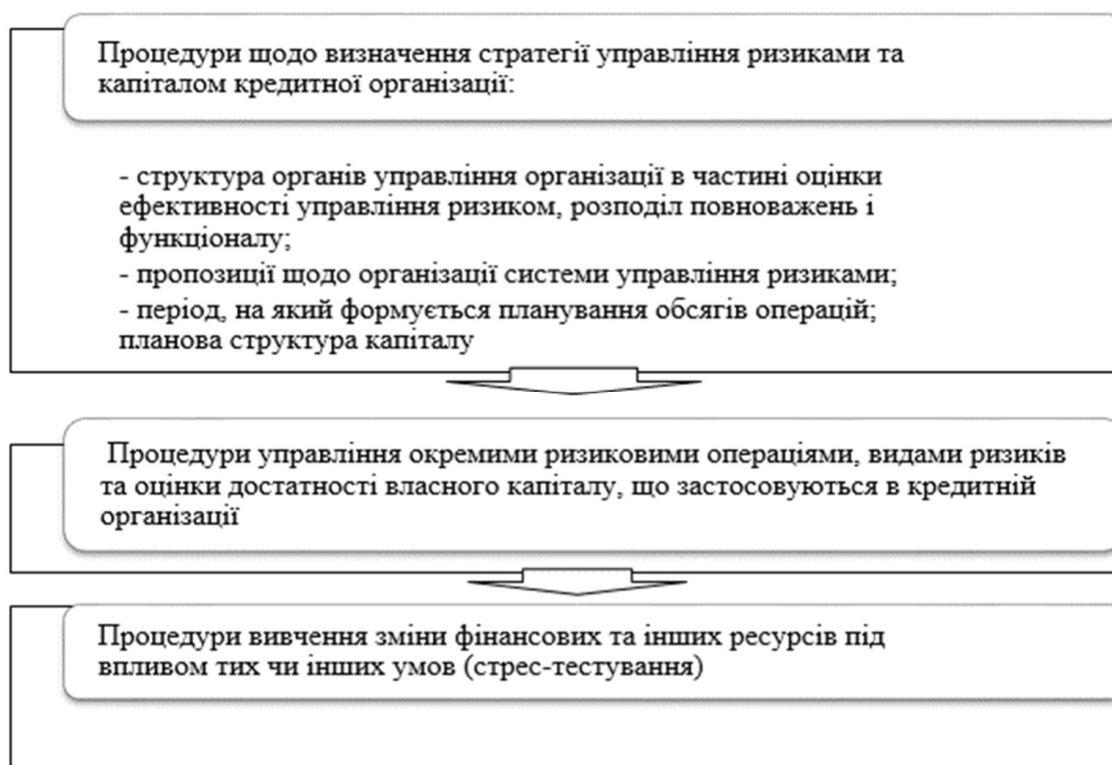 Процедури щодо визначення стратегії управління ризиками та
капіталом кредитної організації:
- структура органів управління організації в частині оцінки
ефективності управління ризиком, розподіл повноважень і
функціоналу;
- пропозиції щодо організації системи управління ризиками;
- період, на який формується планування обсягів операцій;
планова структура капіталу
Процедури управління окремими ризиковими операціями, видами ризиків
та оцінки достатності власного капіталу, що застосовуються в кредитній
організації
Процедури вивчення зміни фінансових та інших ресурсів під
впливом тих чи інших умов (стрес-тестування)